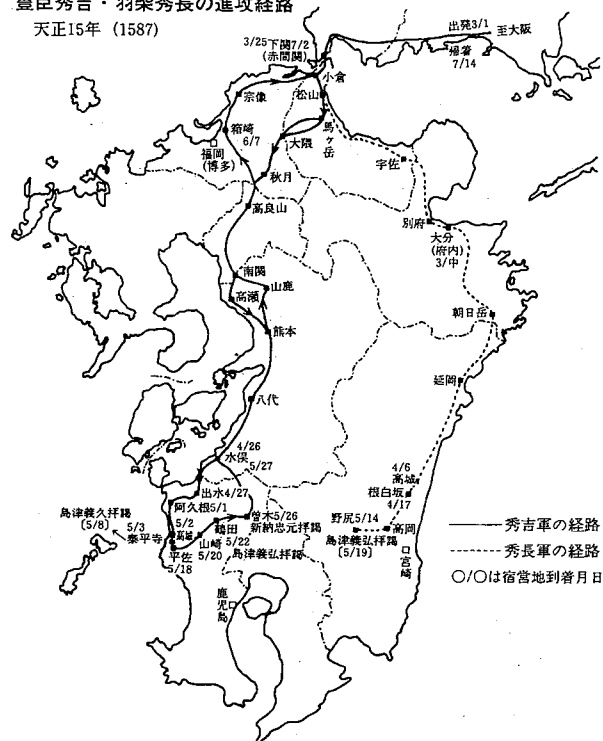 豊臣秀吉・羽柴秀長の進攻経路
天正15年（1587）
出発3/1
至大阪
帰着
7/14
3/25下関7/2
（赤間関）
小倉
松山
宗像
馬ヶ岳
箱崎
6/7
大隈
福岡
（博多）
宇佐
秋月
高良山
別府
大分
（府内）
3/中
南関
山鹿
高瀬
朝日岳
熊本
延岡
八代
4/26
水俣
5/27
4/6
高城
根白坂
4/17
出水4/27
阿久根5/1
曽木5/26
新納忠元拝謁
野尻5/14
高岡
島津義弘拝謁
〔5/19〕
島津義久拝謁
〔5/8〕
5/3
泰平寺
5/2
高城
鶴田
5/22
山崎
5/20
島津義弘拝謁
平佐
5/18
宮崎
鹿児島
秀吉軍の経路
秀長軍の経路
○/○は宿営地到着月日